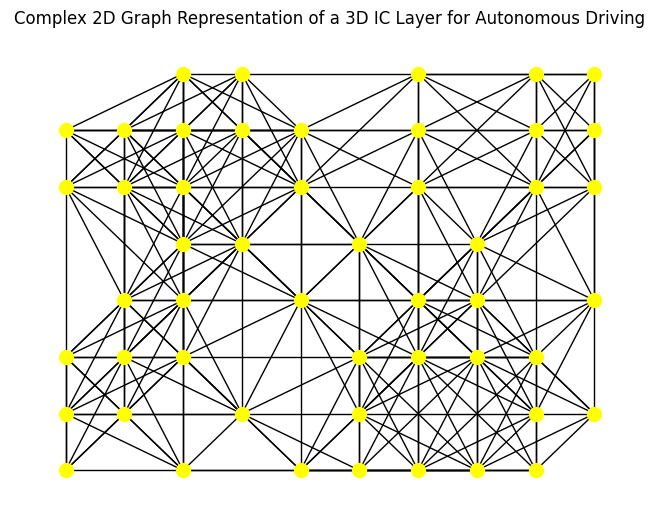 Complex 2D Graph Representation of a 3D IC Layer for Autonomous Driving